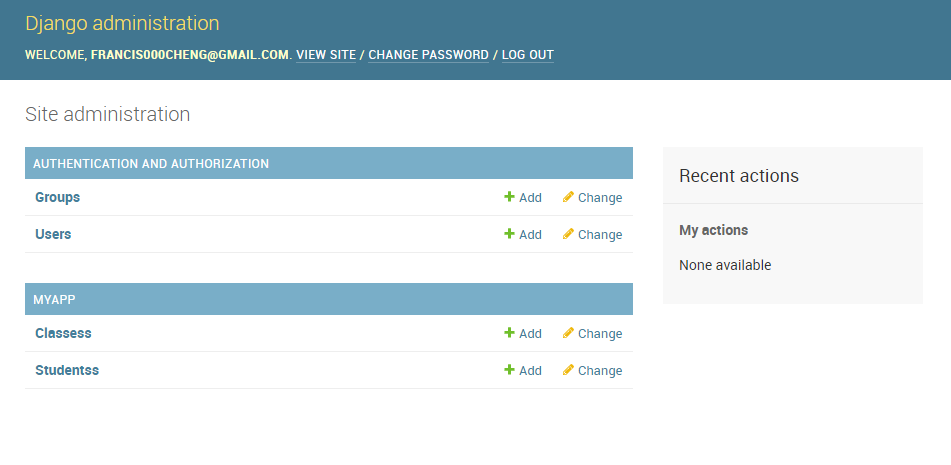 Django administration
WELCOME, FRANCIS000CHENG@GMAIL.COM. VIEW SITE / CHANGE PASSWORD / LOG OUT
Site administration
AUTHENTICATION AND AUTHORIZATION
Groups Add Change
Users Add Change
MYAPP
Classess Add Change
Studentss Add Change
Recent actions
My actions
None available